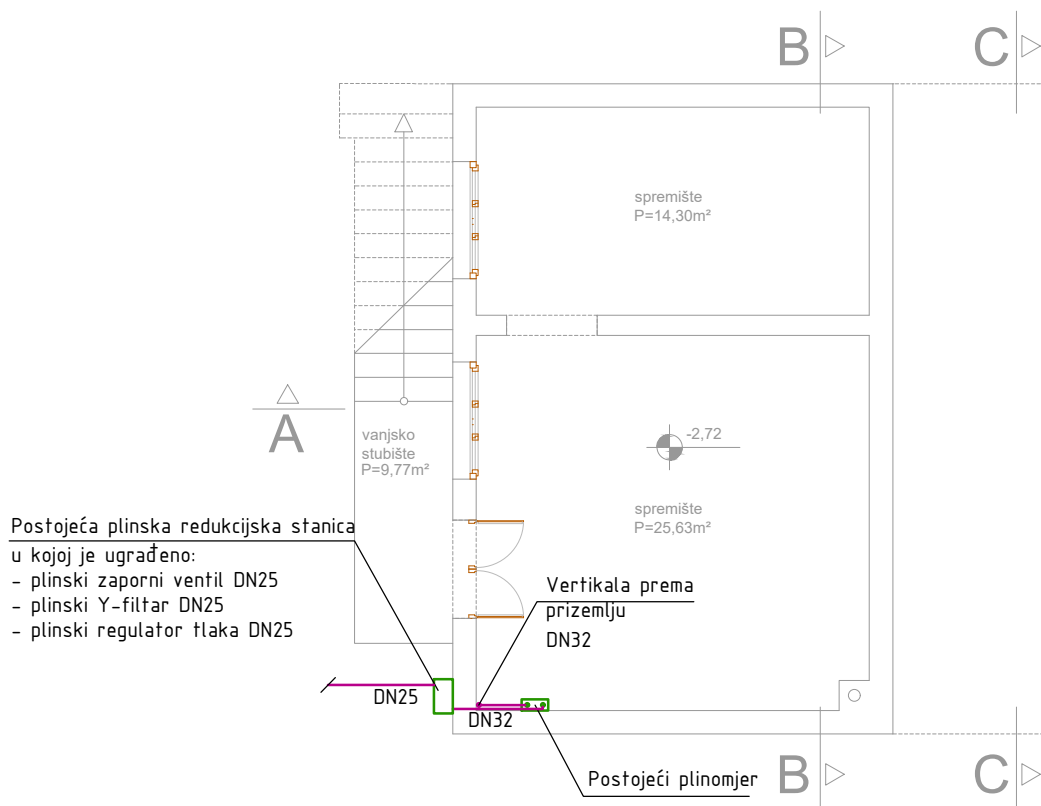 B
C
spremište
P=14,30m²
A
vanjsko
stubište
P=9,77m²
-2,72
spremište
P=25,63m²
Postojeća plinska redukcijska stanica
u kojoj je ugrađeno:
- plinski zaporni ventil DN25
- plinski Y-filtar DN25
- plinski regulator tlaka DN25
Vertikala prema
prizemlju
DN32
DN25
DN32
Postojeći plinomjer
B
C